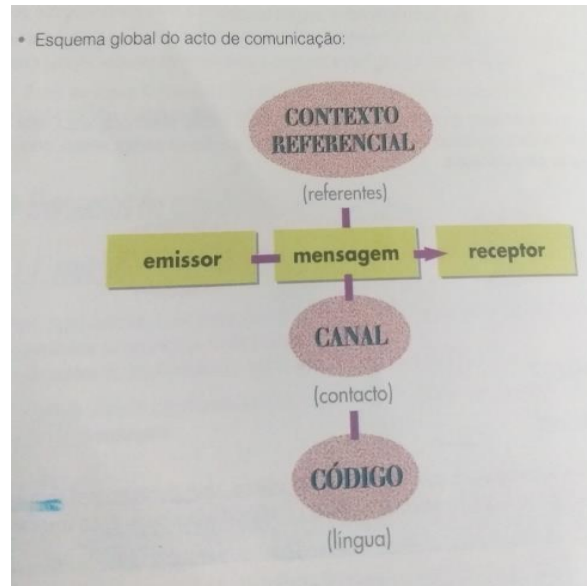 • Esquema global do acto de comunicação:
CONTEXTO
REFERENCIAL
(referentes)
emissor
mensagem
receptor
CANAL
(contacto)
CÓDIGO
(língua)